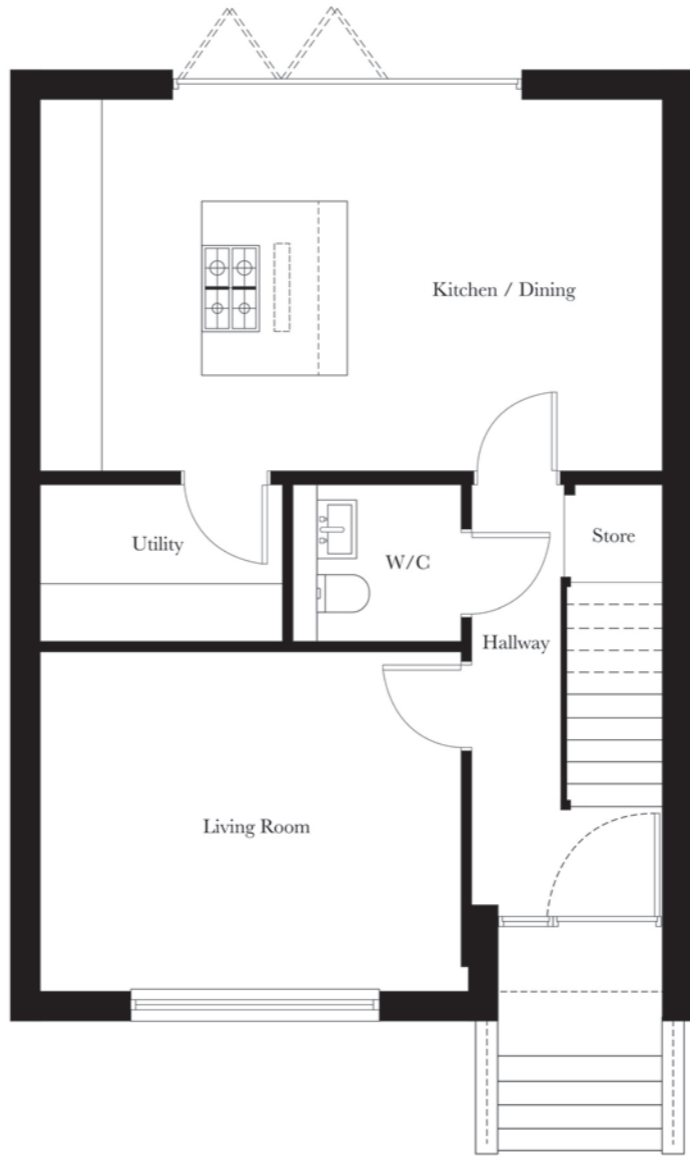 Kitchen / Dining
Utility
W/C
Store
Hallway
Living Room